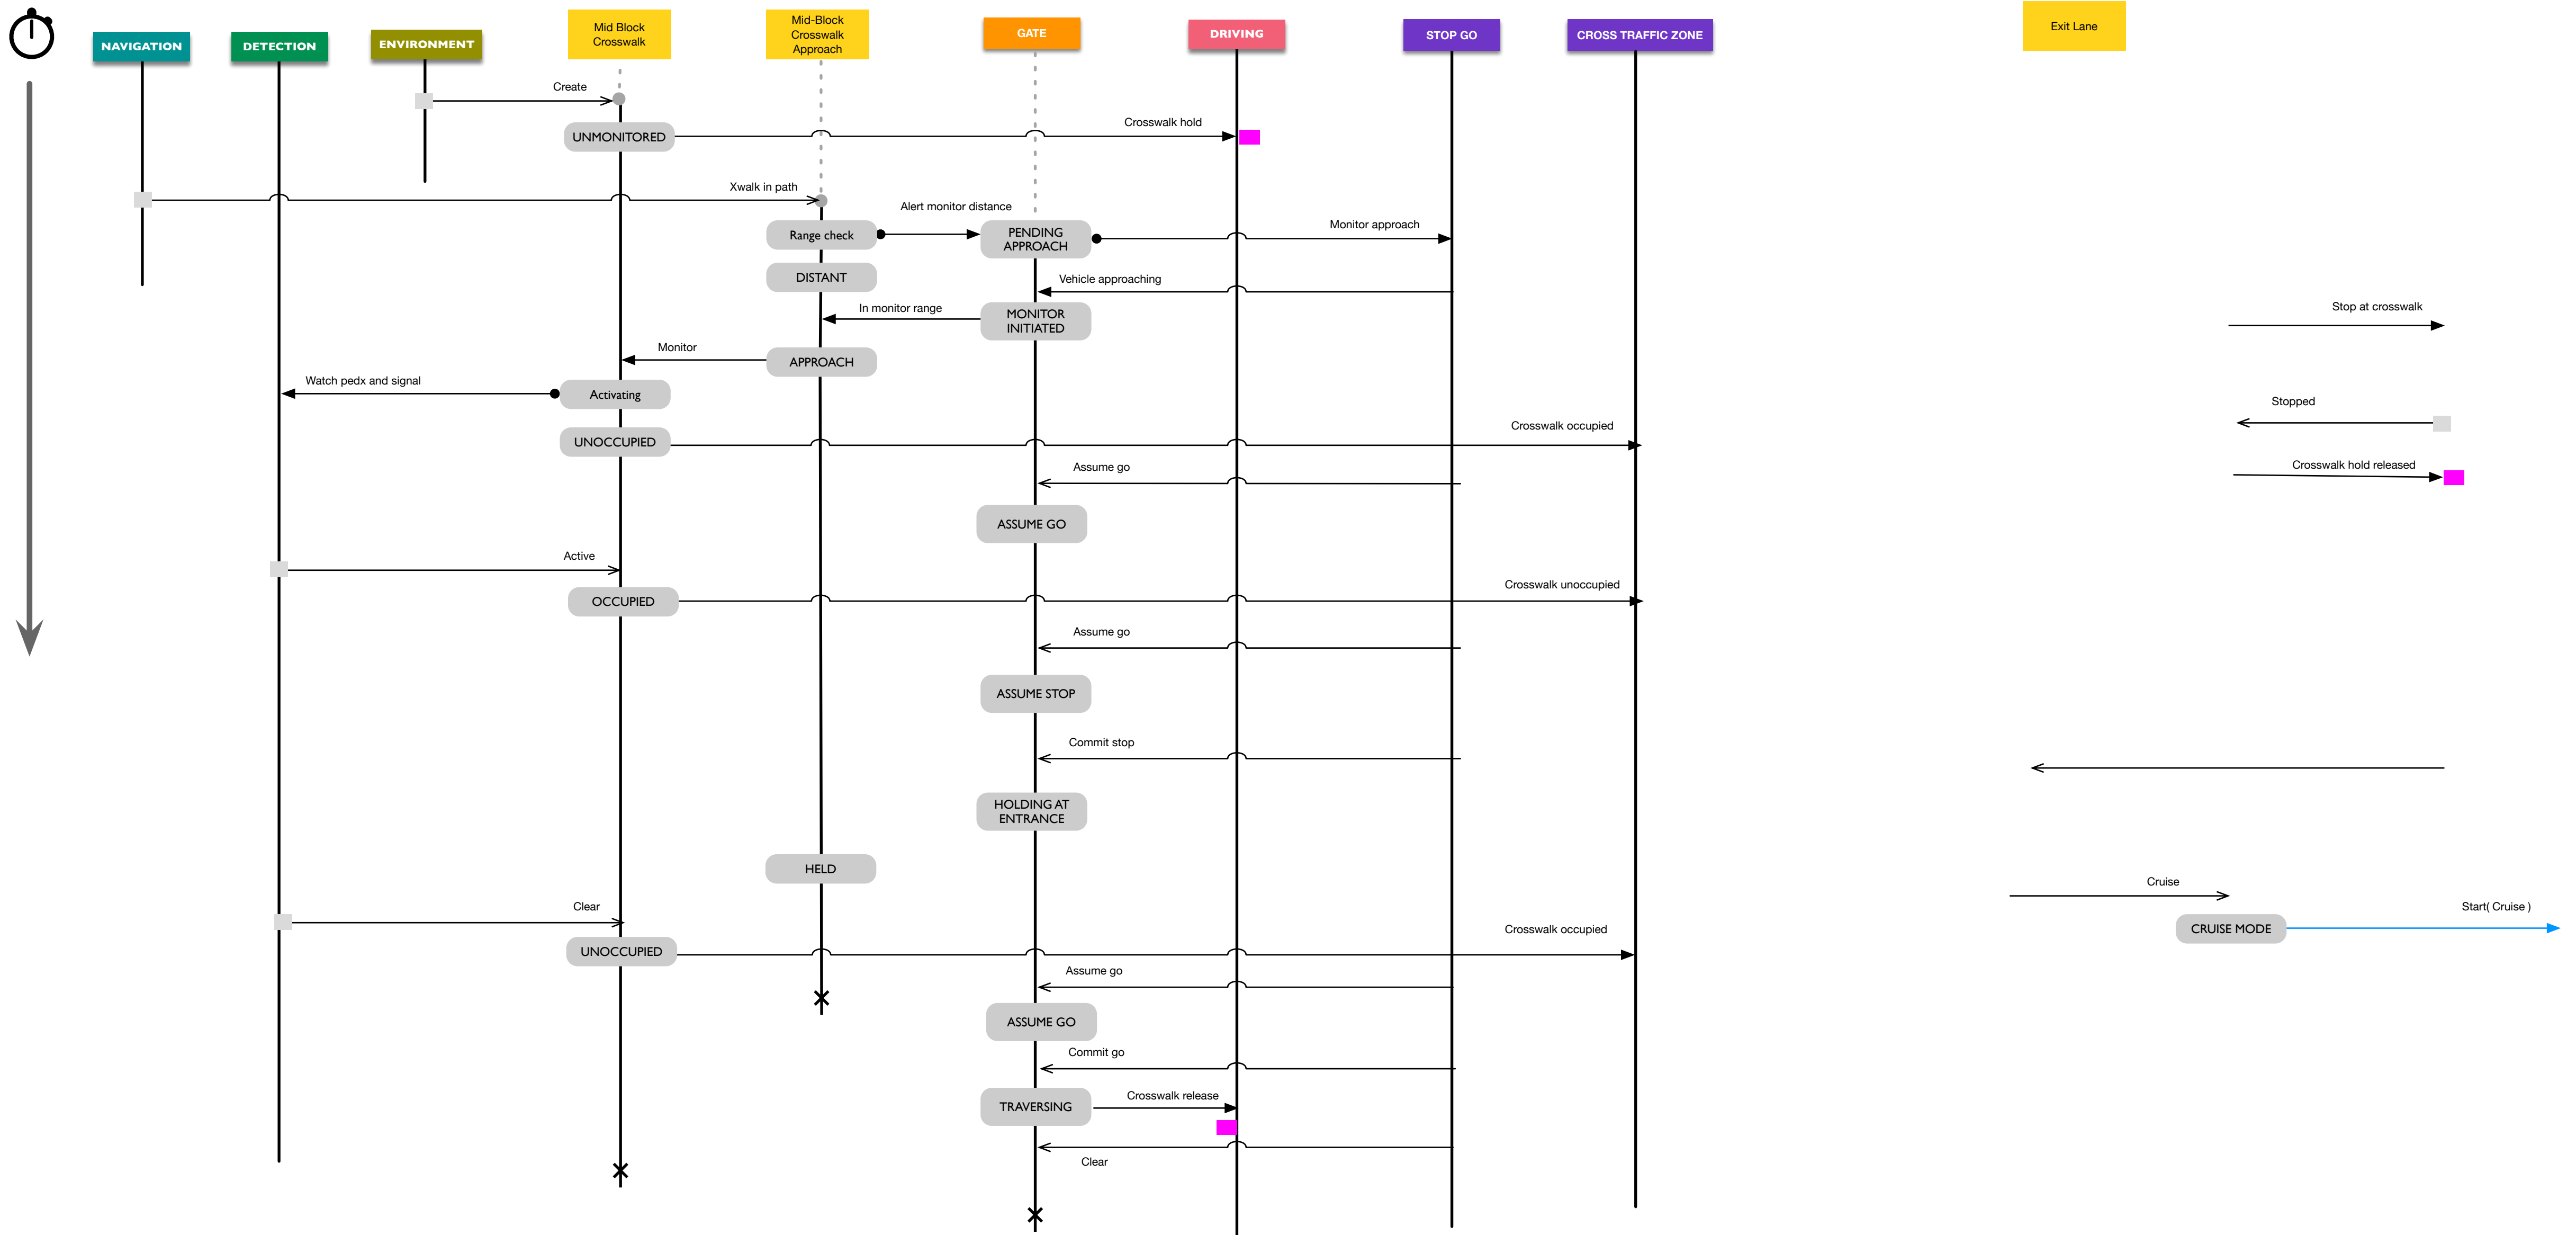 NAVIGATION
DETECTION
ENVIRONMENT
Mid Block
Crosswalk
Mid-Block
Crosswalk
Approach
GATE
DRIVING
STOP GO
CROSS TRAFFIC ZONE
Exit Lane
Create
UNMONITORED
Crosswalk hold
Xwalk in path
Alert monitor distance
Range check
PENDING
APPROACH
Monitor approach
DISTANT
Vehicle approaching
In monitor range
MONITOR
INITIATED
Stop at crosswalk
Monitor
APPROACH
Watch pedx and signal
Activating
Stopped
UNOCCUPIED
Crosswalk occupied
Assume go
Crosswalk hold released
ASSUME GO
Active
OCCUPIED
Crosswalk unoccupied
Assume go
ASSUME STOP
Commit stop
HOLDING AT
ENTRANCE
HELD
Cruise
Clear
Start( Cruise )
UNOCCUPIED
Crosswalk occupied
CRUISE MODE
Assume go
ASSUME GO
Commit go
TRAVERSING
Crosswalk release
Clear